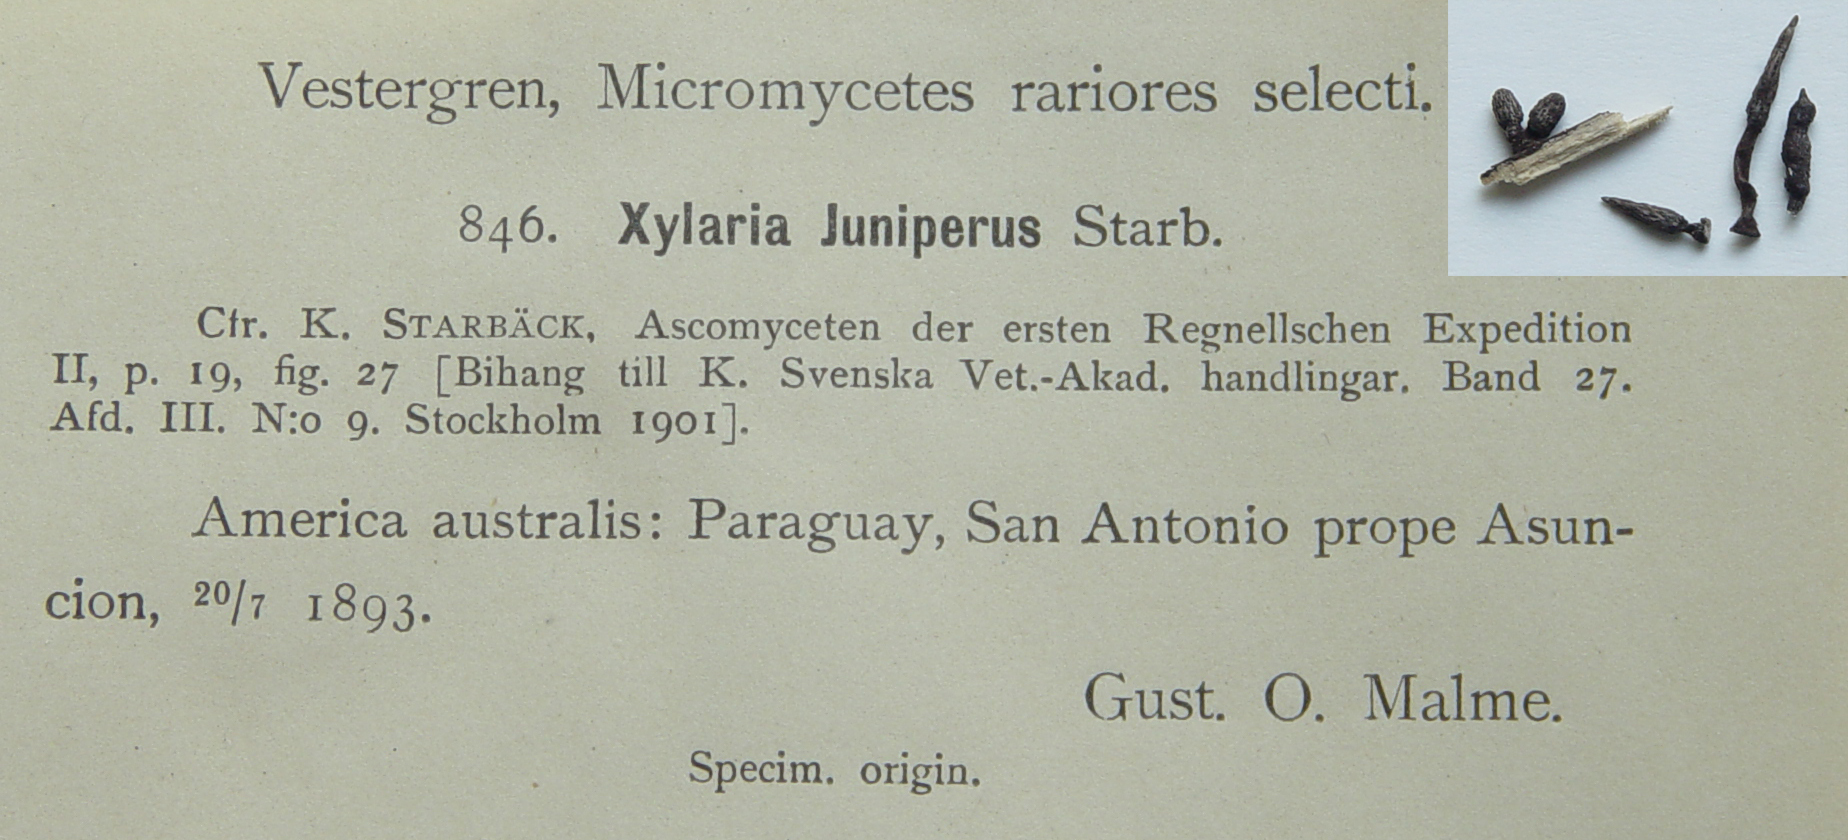 Vestergren, Micromycetes rariores selecti.
846. Xylaria Juniperus Starb.
Cfr. K. STARBÄCK, Ascomyceten der ersten Regnellschen Expedition
II, p. 19, fig. 27 [Bihang till K. Svenska Vet.-Akad. handlingar. Band 27.
Afd. III. N:o 9. Stockholm 1901].
America australis: Paraguay, San Antonio prope Asun-
cion, 20/7 1893.
Gust. O. Malme.
Specim. origin.